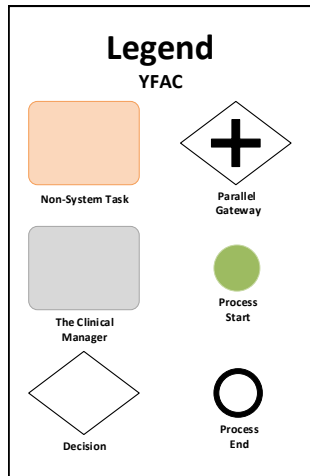 Legend
YFAC
Non-System Task
Parallel
Gateway
The Clinical
Manager
Process
Start
Decision
Process
End